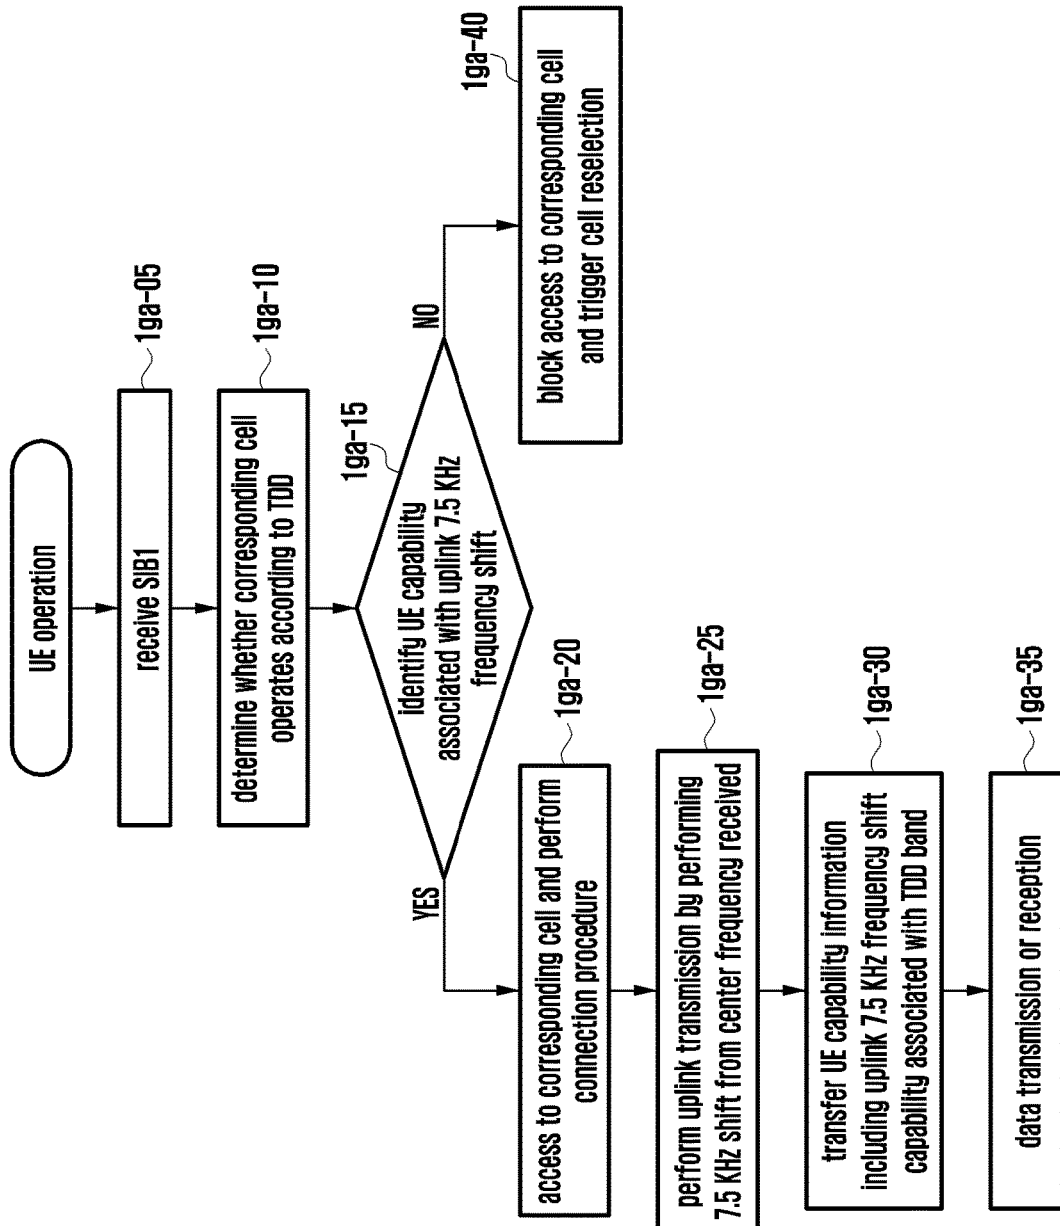 UE operation
receive SIB1
1ga-05
determine whether corresponding cell
operates according to TDD
1ga-10
identify UE capability
associated with uplink 7.5 KHz
frequency shift
1ga-15
YES
NO
access to corresponding cell and perform
connection procedure
1ga-20
block access to corresponding cell
and trigger cell reselection
1ga-40
perform uplink transmission by performing
7.5 KHz shift from center frequency received
1ga-25
transfer UE capability information
including uplink 7.5 KHz frequency shift
capability associated with TDD band
1ga-30
data transmission or reception
1ga-35